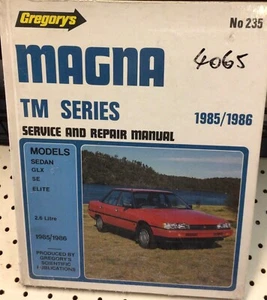 Gregory's
No 235
MAGNA
4065
TM SERIES
1985/1986
SERVICE AND REPAIR MANUAL
MODELS
SEDAN
GLX
SE
ELITE
2.6 Litre
1985/1986
PRODUCED BY
GREGORY'S
SCIENTIFIC
PUBLICATIONS